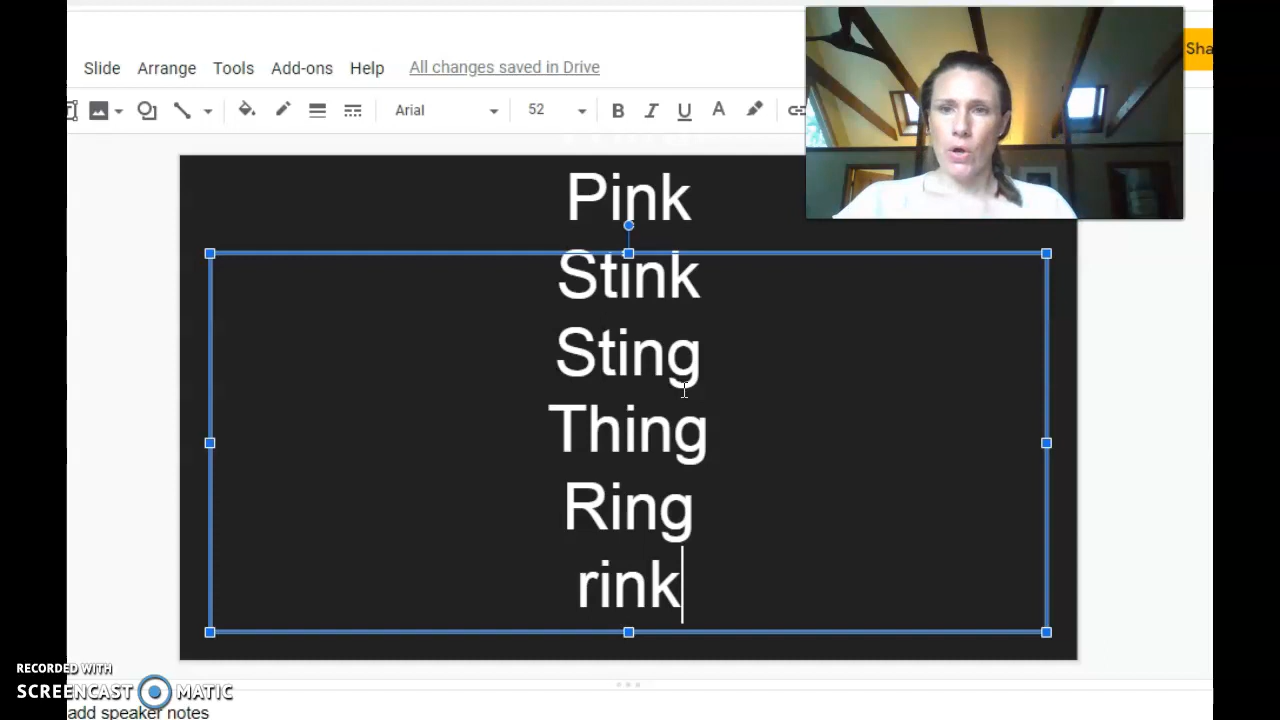 Sha
Slide Arrange Tools Add-ons Help All changes saved in Drive
Arial 52 B I U A
Pink
Stink
Sting
Thing
Ring
rink
RECORDED WITH
SCREENCAST MATIC
add speaker notes